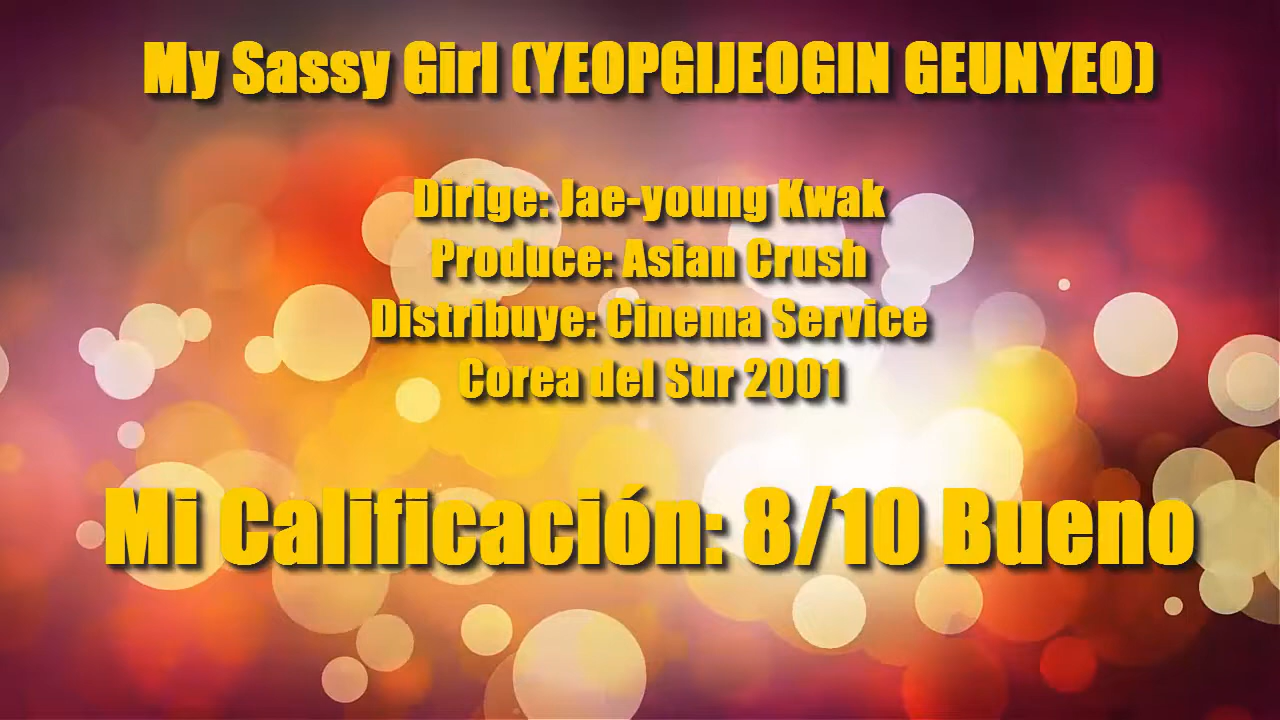 My Sassy Girl (YEOPGIJEOGIN GEUNYEO)
Dirige: Jae-young Kwak
Produce: Asian Crush
Distribuye: Cinema Service
Corea del Sur 2001
Mi Calificación: 8/10 Bueno